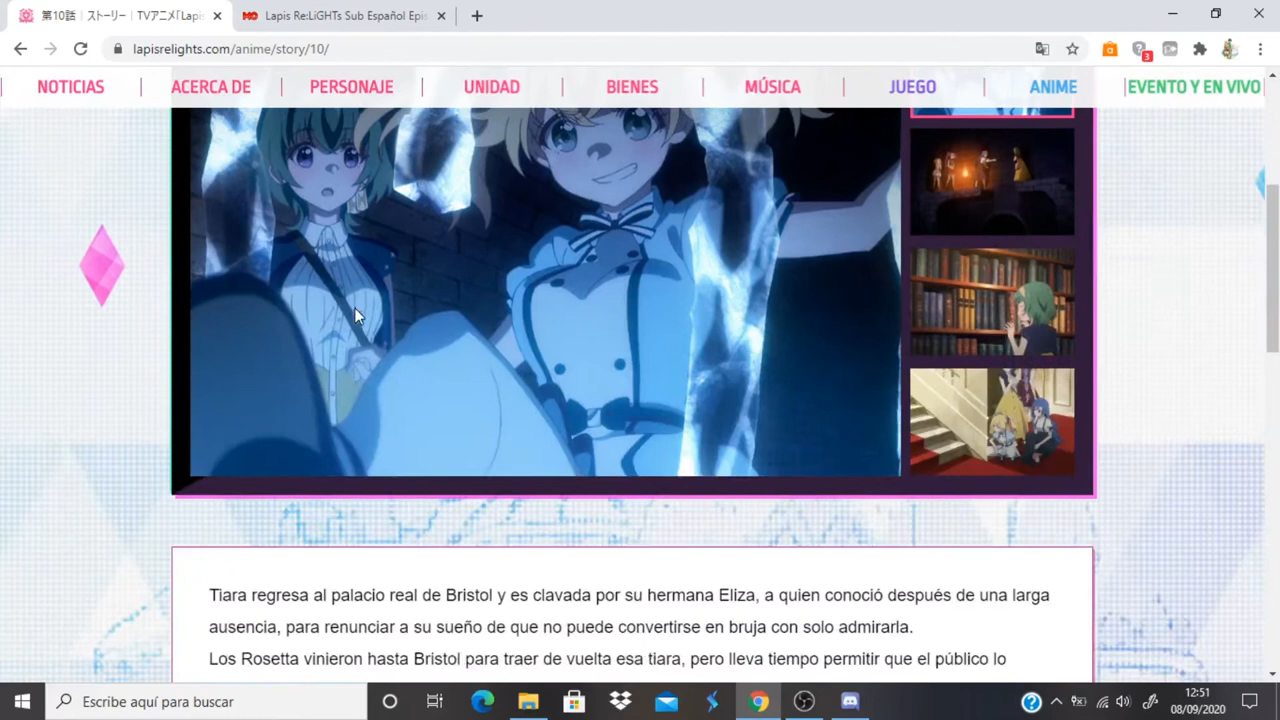 第10話 | ストーリー | TVアニメ「Lapis
Lapis Re:LiGHTs Sub Español Epis
lapisrelights.com/anime/story/10/
3
NOTICIAS
ACERCA DE
PERSONAJE
UNIDAD
BIENES
MÚSICA
JUEGO
ANIME
EVENTO Y EN VIVO
Tiara regresa al palacio real de Bristol y es clavada por su hermana Eliza, a quien conoció después de una larga
ausencia, para renunciar a su sueño de que no puede convertirse en bruja con solo admirarla.
Los Rosetta vinieron hasta Bristol para traer de vuelta esa tiara, pero lleva tiempo permitir que el público lo
Escribe aquí para buscar
12:51
08/09/2020